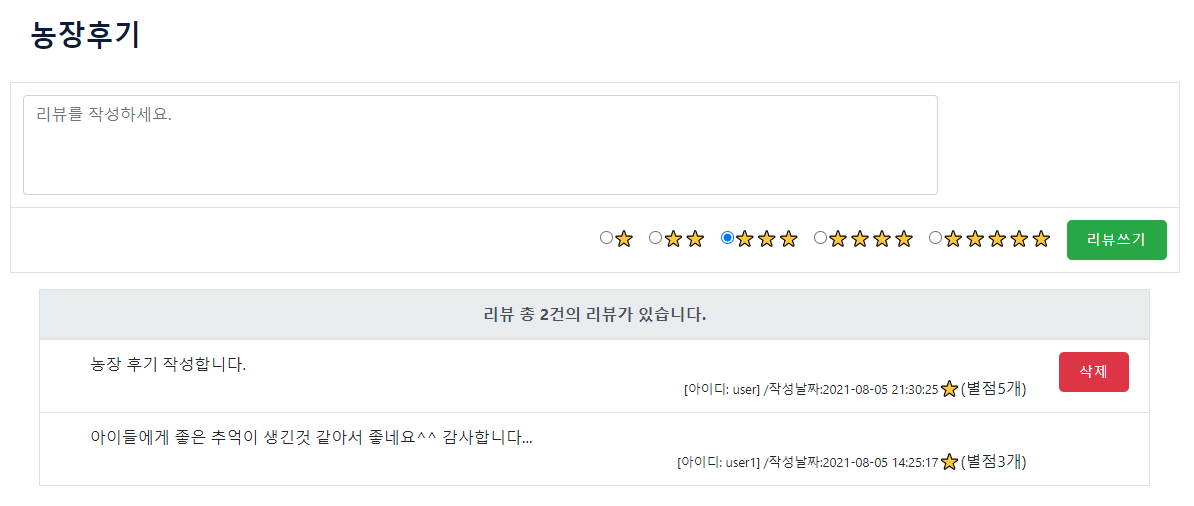 농장후기
리뷰를 작성하세요.
리뷰쓰기
리뷰 총 2건의 리뷰가 있습니다.
농장 후기 작성합니다.
삭제
[아이디: user] /작성날짜:2021-08-05 21:30:25 (별점5개)
아이들에게 좋은 추억이 생긴것 같아서 좋네요^^ 감사합니다...
[아이디: user1] /작성날짜:2021-08-05 14:25:17 (별점3개)